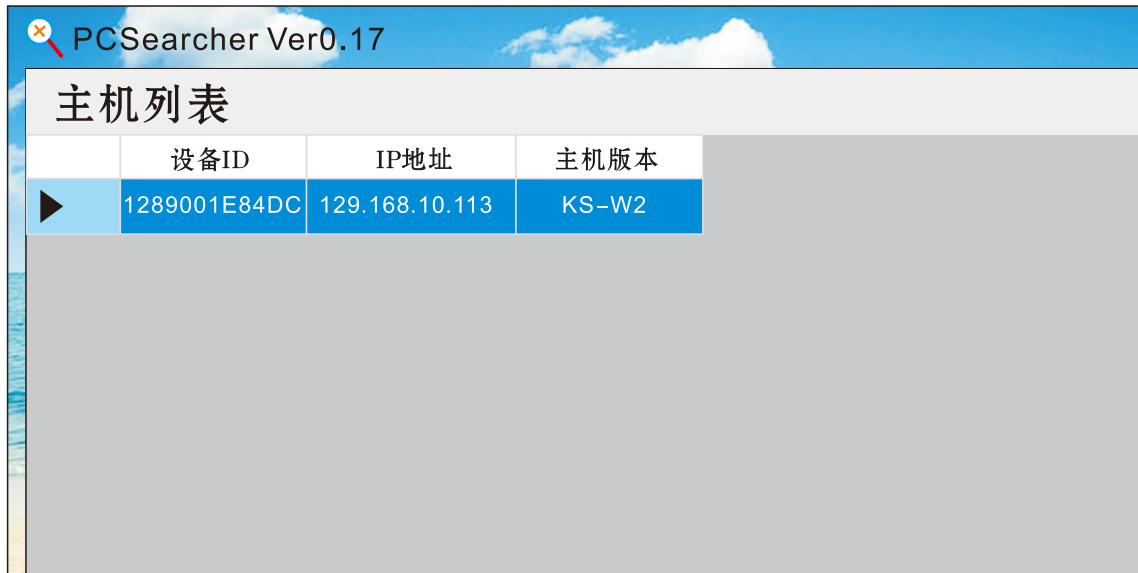 PCSearcher Ver0.17
主机列表
设备ID IP地址 主机版本
1289001E84DC 129.168.10.113 KS-W2